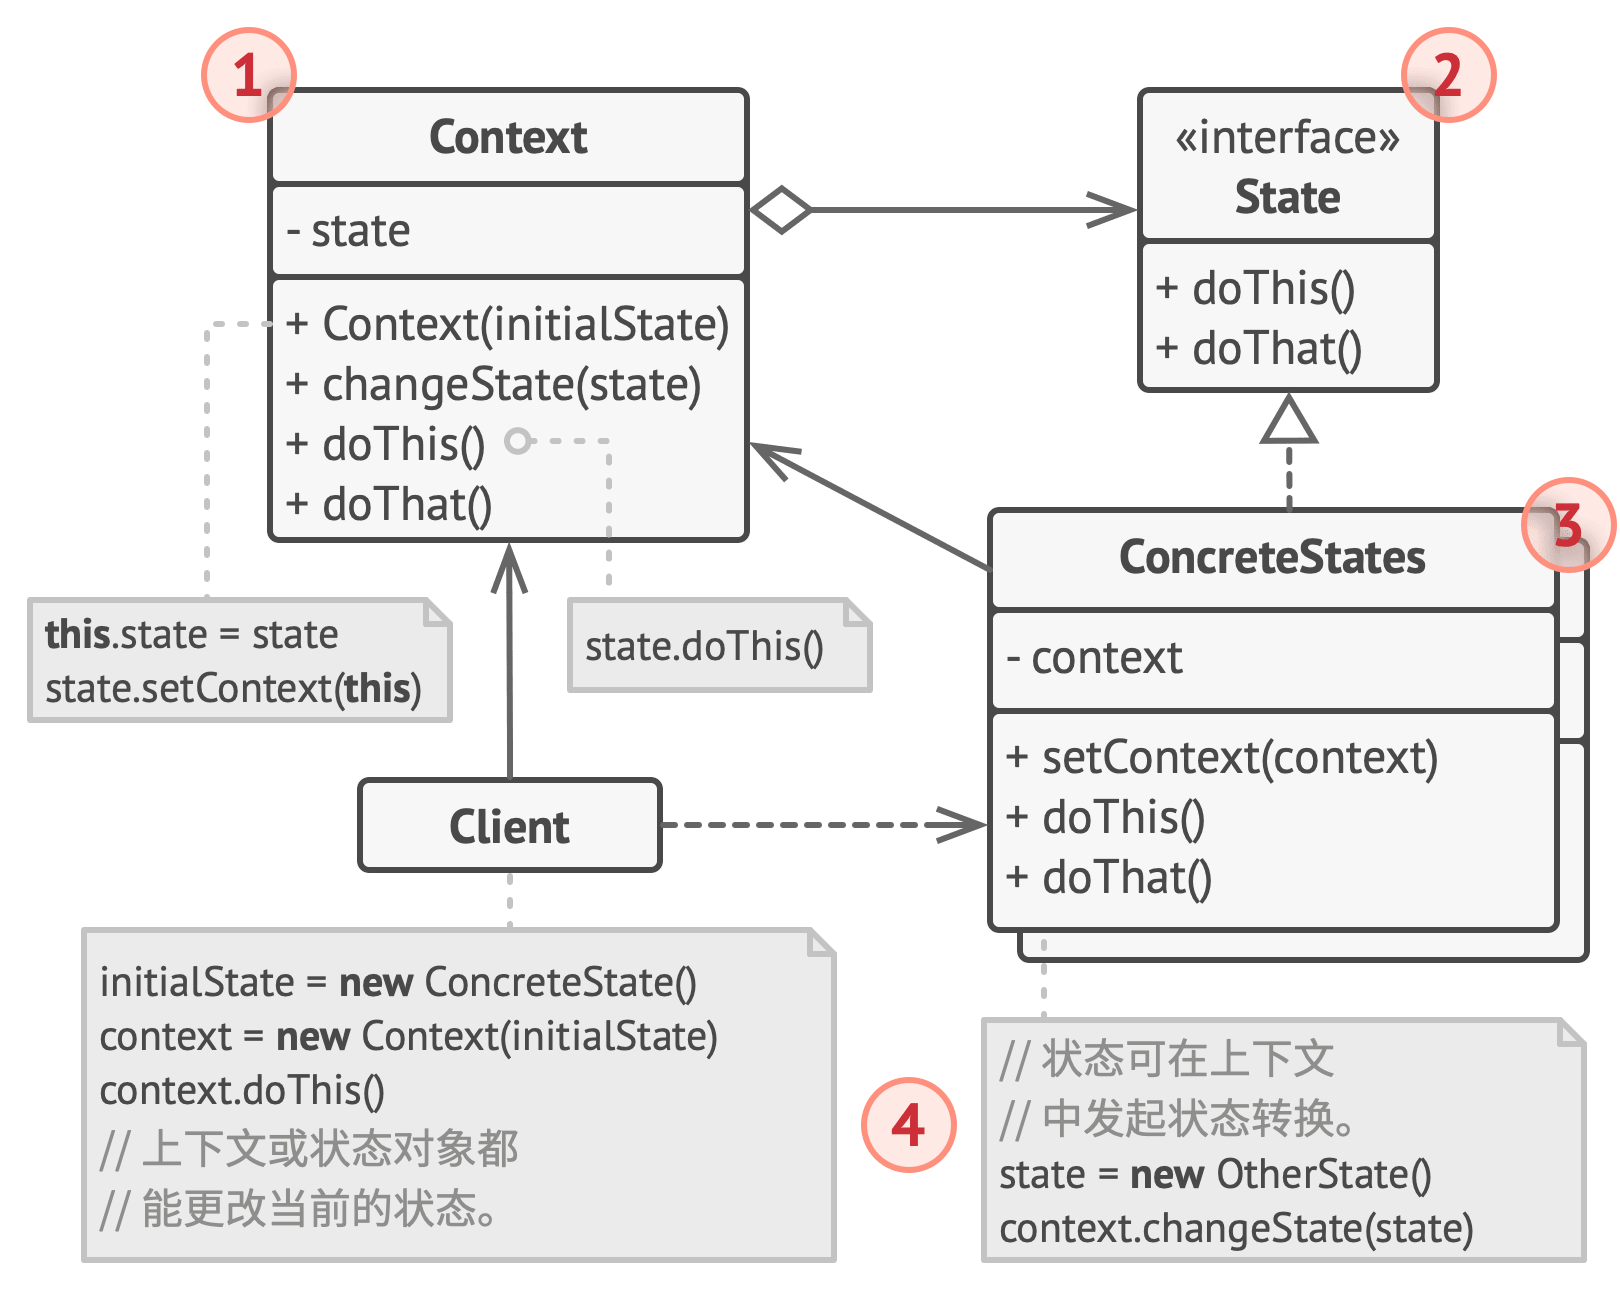 1
Context
- state
+ Context(initialState)
+ changeState(state)
+ doThis()
+ doThat()
2
«interface»
State
+ doThis()
+ doThat()
this.state = state
state.setContext(this)
state.doThis()
3
ConcreteStates
- context
+ setContext(context)
+ doThis()
+ doThat()
Client
initialState = new ConcreteState()
context = new Context(initialState)
context.doThis()
// 上下文或状态对象都
// 能更改当前的状态。
4
// 状态可在上下文
// 中发起状态转换。
state = new OtherState()
context.changeState(state)